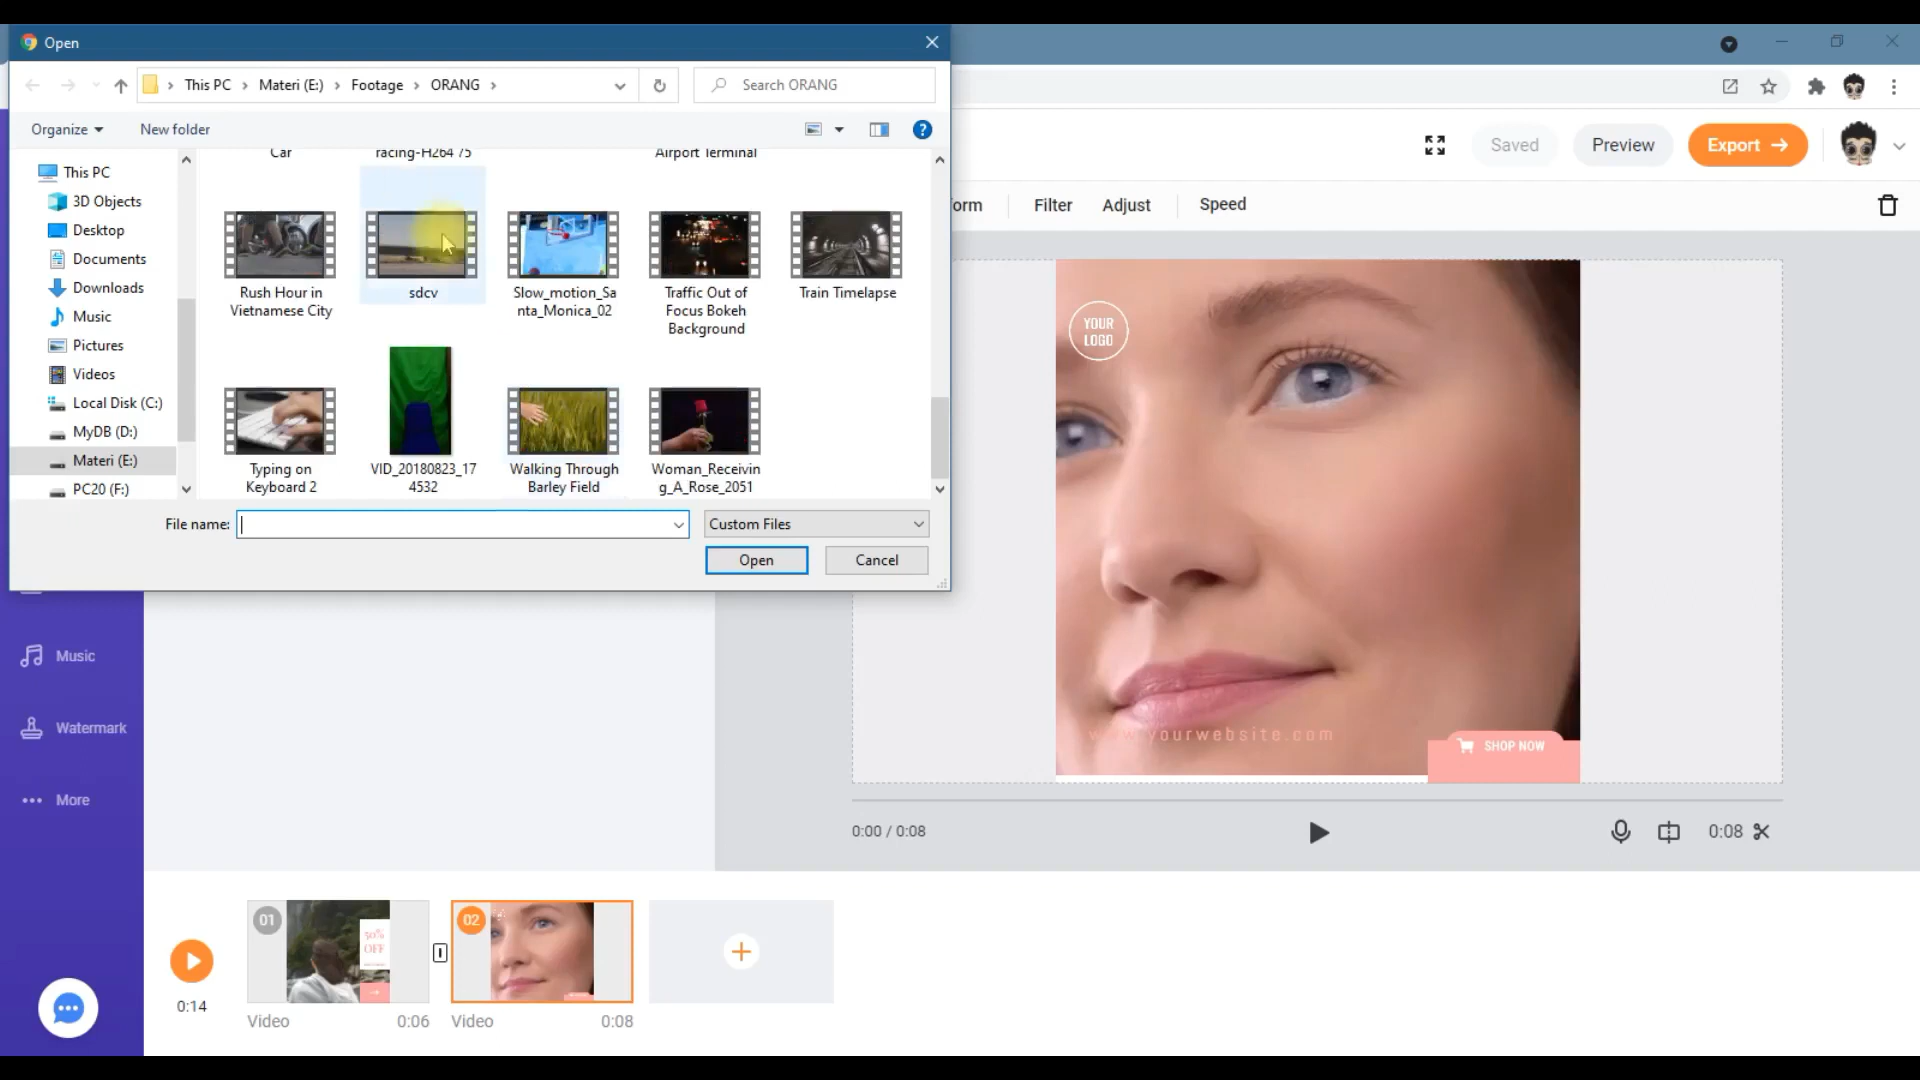 Open
This PC
Materi (E:)
Footage
ORANG
Search ORANG
Organize
New folder
This PC
3D Objects
Desktop
Documents
Downloads
Music
Pictures
Videos
Local Disk (C:)
MyDB (D:)
Materi (E:)
PC20 (F:)
Car
racing-H264 75
Airport Terminal
Rush Hour in
Vietnamese City
sdcv
Slow_motion_Sa
nta_Monica_02
Traffic Out of
Focus Bokeh
Background
Train Timelapse
Typing on
Keyboard 2
VID_20180823_17
4532
Walking Through
Barley Field
Woman_Receivin
g_A_Rose_2051
File name:
Custom Files
Open
Cancel
Saved
Preview
Export
orm
Filter
Adjust
Speed
YOUR
LOGO
www.yourwebsite.com
SHOP NOW
Music
Watermark
More
0:00 / 0:08
0:08
0:14
01
50%
OFF
Video
0:06
02
Video
0:08